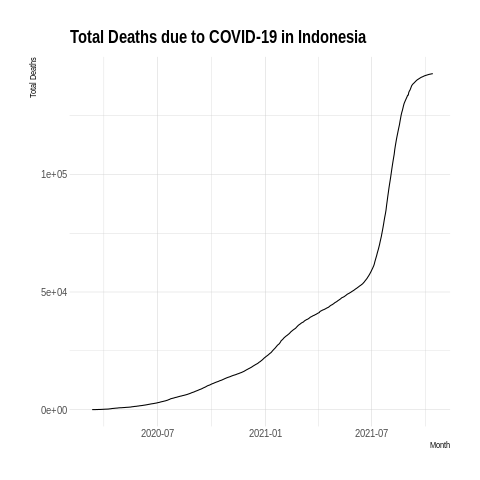 Total Deaths due to COVID-19 in Indonesia
Total Deaths
1e+05
5e+04
0e+00
2020-07
2021-01
2021-07
Month